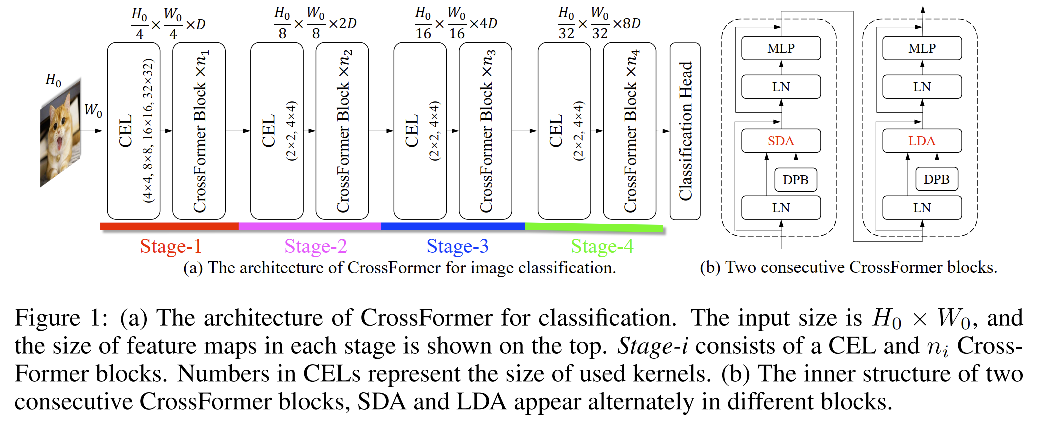 H₀/4 × W₀/4 × D
H₀/8 × W₀/8 × 2D
H₀/16 × W₀/16 × 4D
H₀/32 × W₀/32 × 8D
H₀
W₀
CEL
(4×4, 8×8, 16×16, 32×32)
CrossFormer Block ×n₁
CEL
(2×2, 4×4)
CrossFormer Block ×n₂
CEL
(2×2, 4×4)
CrossFormer Block ×n₃
CEL
(2×2, 4×4)
CrossFormer Block ×n₄
Classification Head
Stage-1
Stage-2
Stage-3
Stage-4
(a) The architecture of CrossFormer for image classification.
MLP
LN
SDA
DPB
LN
MLP
LN
LDA
DPB
LN
(b) Two consecutive CrossFormer blocks.
Figure 1: (a) The architecture of CrossFormer for classification. The input size is H₀ × W₀, and
the size of feature maps in each stage is shown on the top. Stage-i consists of a CEL and nᵢ Cross-
Former blocks. Numbers in CELs represent the size of used kernels. (b) The inner structure of two
consecutive CrossFormer blocks, SDA and LDA appear alternately in different blocks.